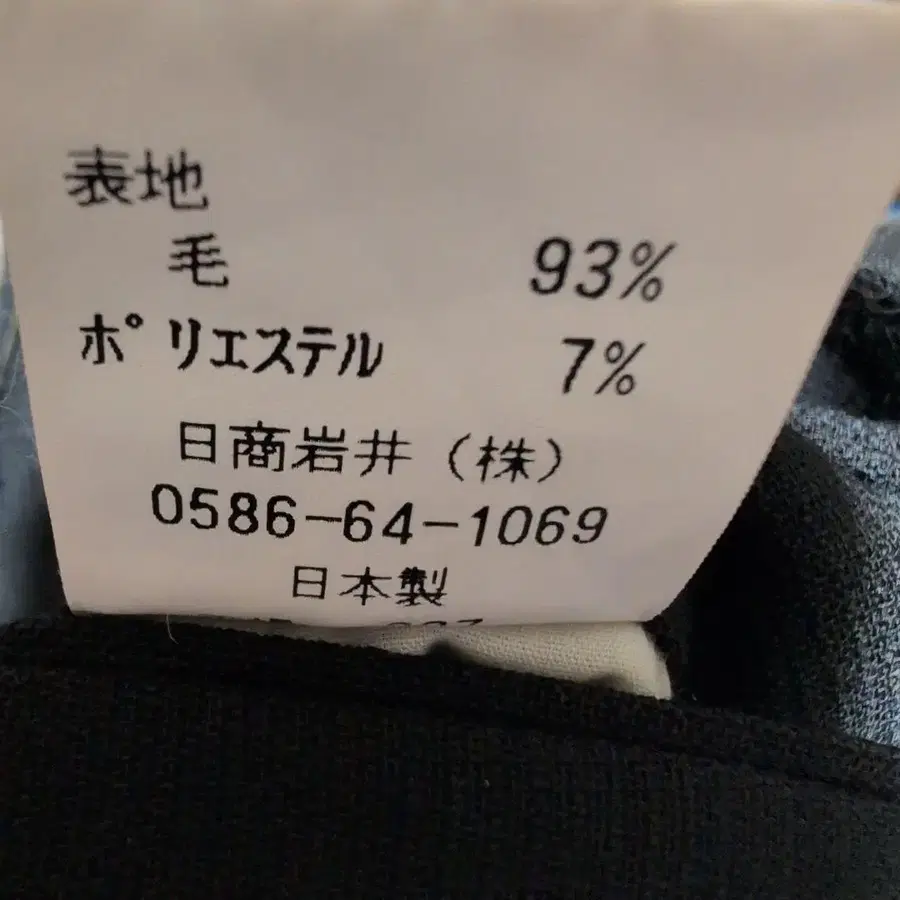 表地
毛 93%
ポリエステル 7%
日商岩井（株）
0586-64-1069
日本製